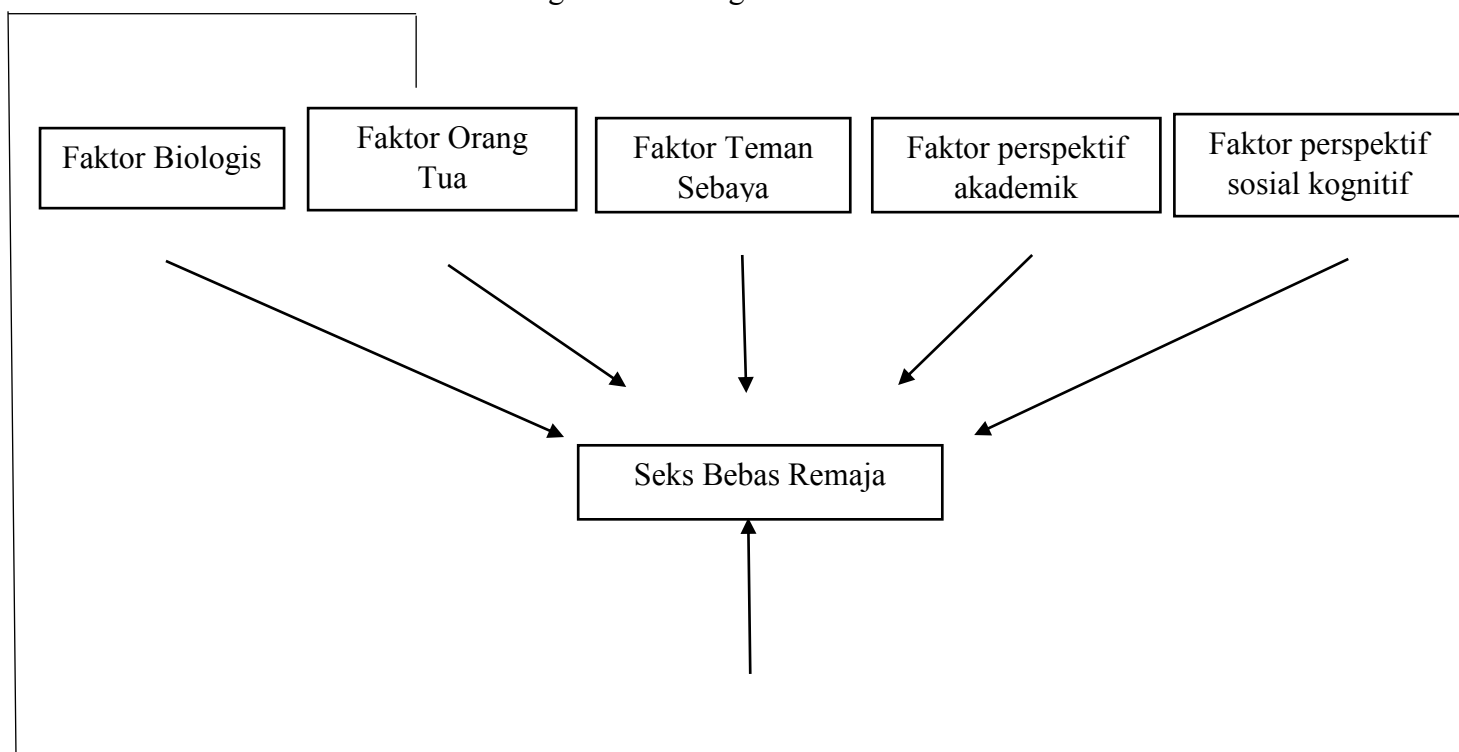 Faktor Biologis
Faktor Orang
Tua
Faktor Teman
Sebaya
Faktor perspektif
akademik
Faktor perspektif
sosial kognitif
Seks Bebas Remaja